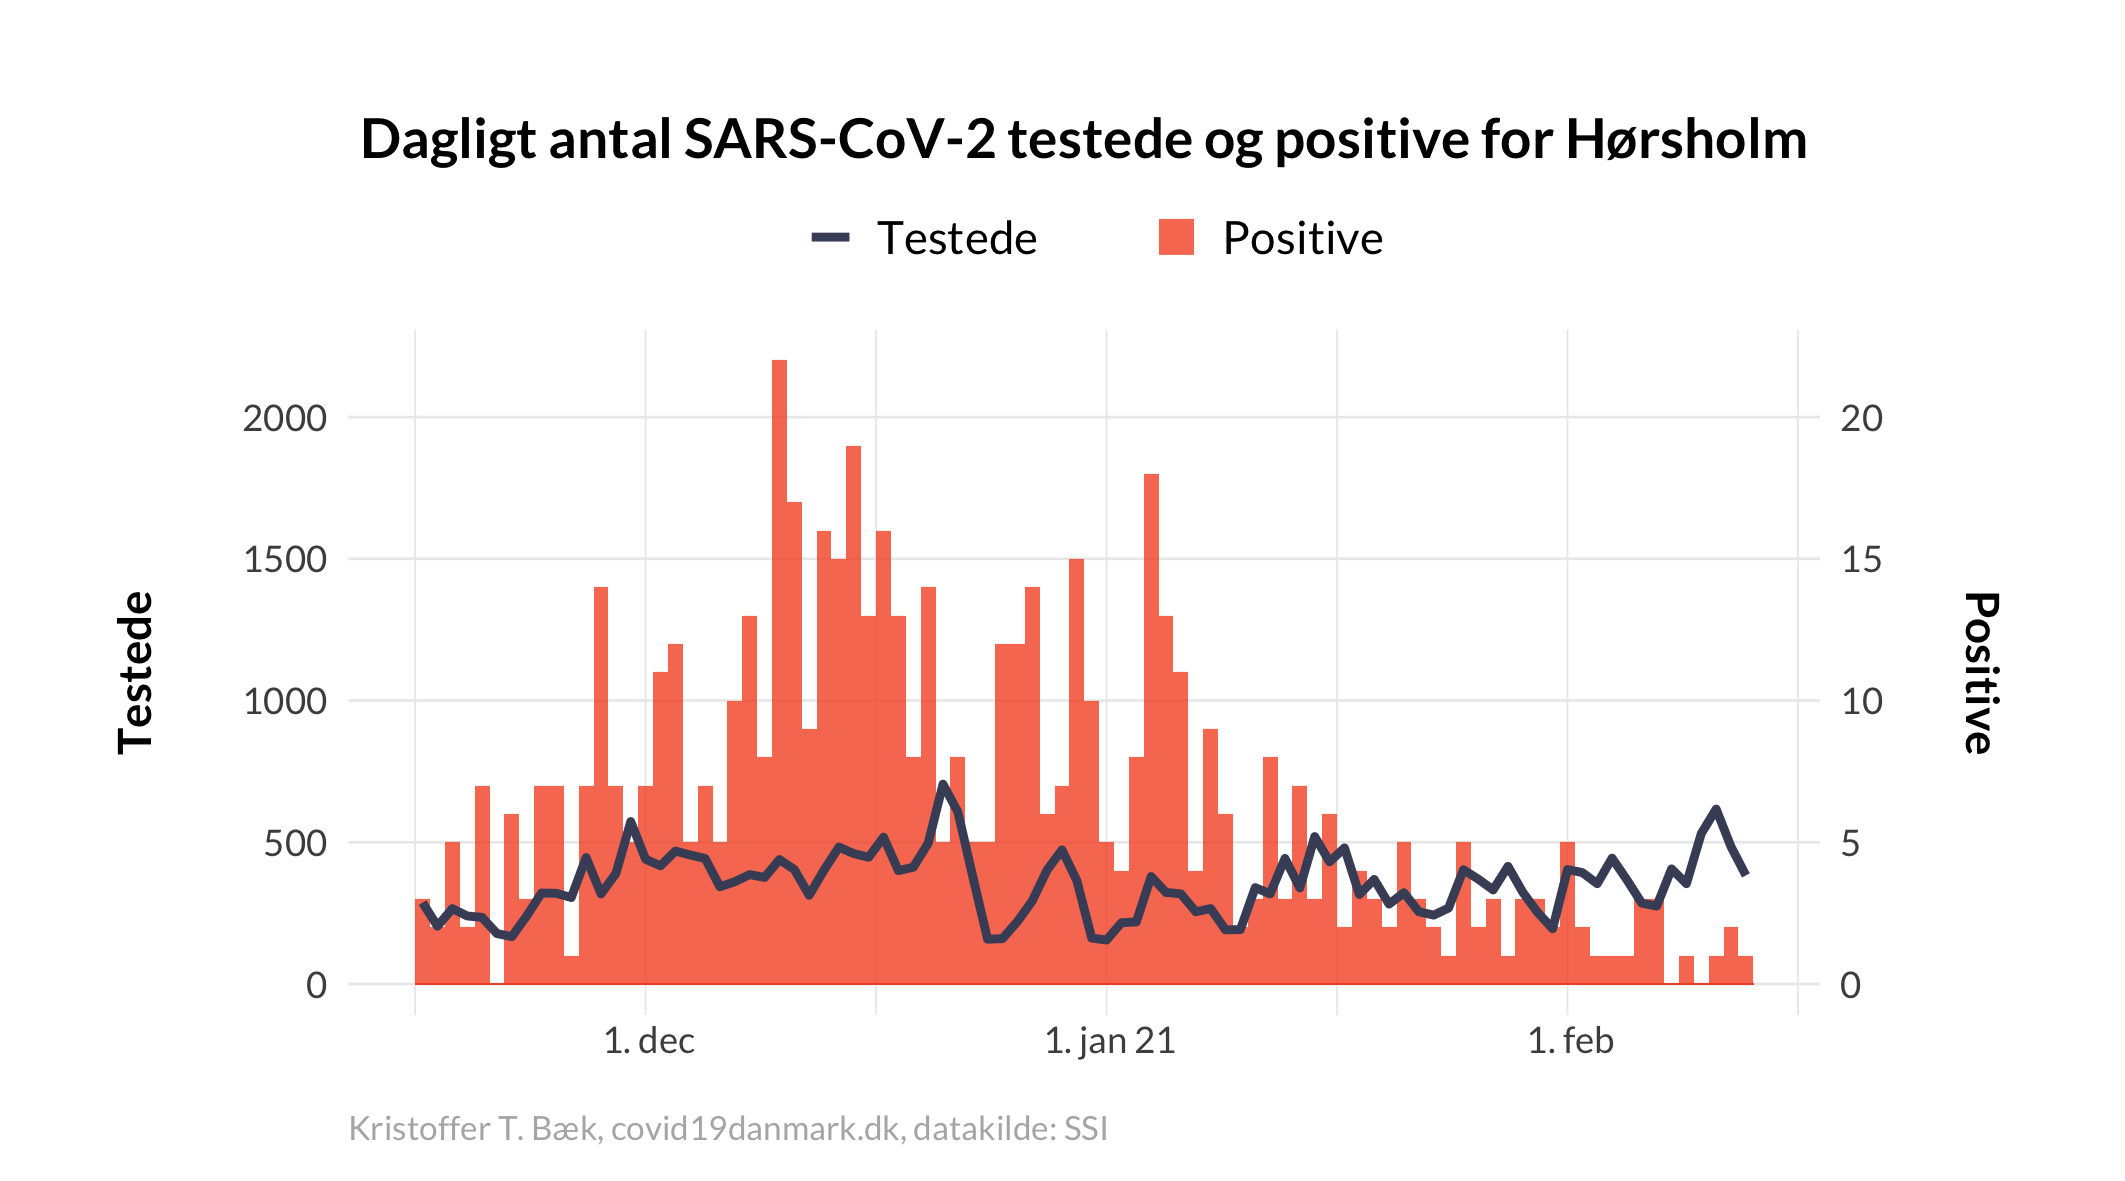 Dagligt antal SARS-CoV-2 testede og positive for Hørsholm
Testede
Positive
2000
1500
1000
500
0
20
15
10
5
0
Testede
Positive
1. dec
1. jan 21
1. feb
Kristoffer T. Bæk, covid19danmark.dk, datakilde: SSI